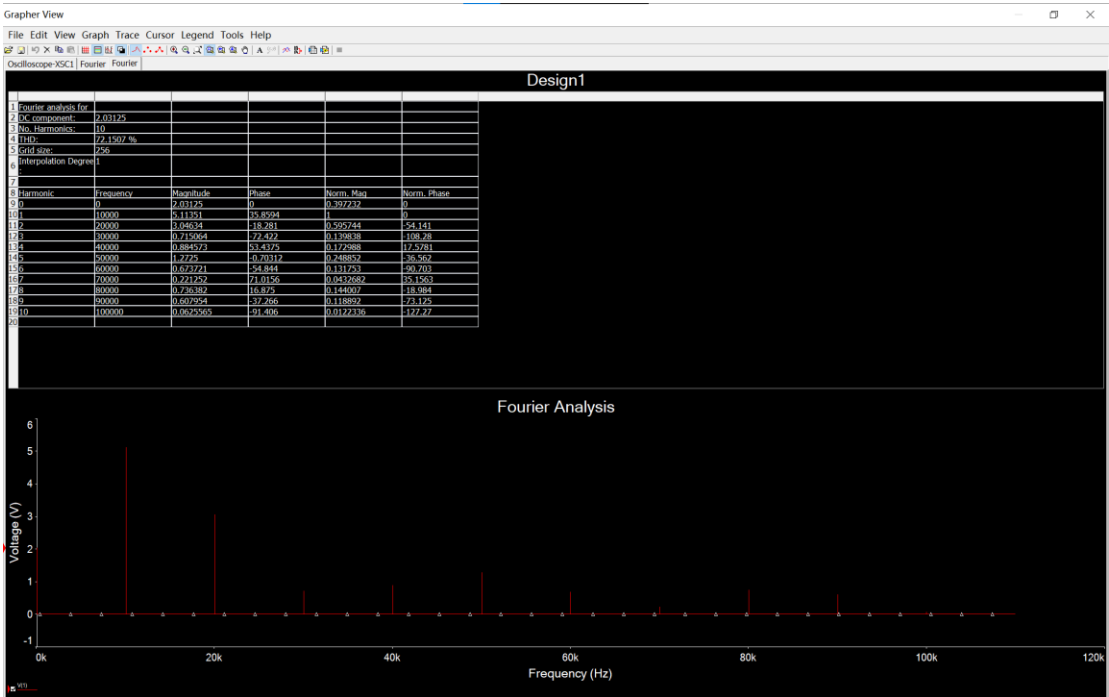 Grapher View
File Edit View Graph Trace Cursor Legend Tools Help
Oscilloscope-XSC1 Fourier Fourier
Design1
1 Fourier analysis for
2 DC component: 2.03125
3 No. Harmonics: 10
4 THD: 72.1507 %
5 Grid size: 256
6 Interpolation Degree 1
:
7
8 Harmonic Frequency Magnitude Phase Norm. Mag Norm. Phase
9 0 0 2.03125 0 0.397232 0
10 1 10000 5.11351 35.8594 1 0
11 2 20000 3.04634 -18.281 0.595744 -54.141
12 3 30000 0.715064 -72.422 0.139838 -108.28
13 4 40000 0.884573 53.4375 0.172988 17.5781
14 5 50000 1.2725 -0.70312 0.248852 -36.562
15 6 60000 0.673721 -54.844 0.131753 -90.703
16 7 70000 0.221252 71.0156 0.0432682 35.1563
17 8 80000 0.736382 16.875 0.144007 -18.984
18 9 90000 0.607954 -37.266 0.118892 -73.125
19 10 100000 0.0625565 -91.406 0.0122336 -127.27
20
Fourier Analysis
6
5
4
3
2
1
0
-1
Voltage (V)
0k 20k 40k 60k 80k 100k 120k
Frequency (Hz)
V(1)